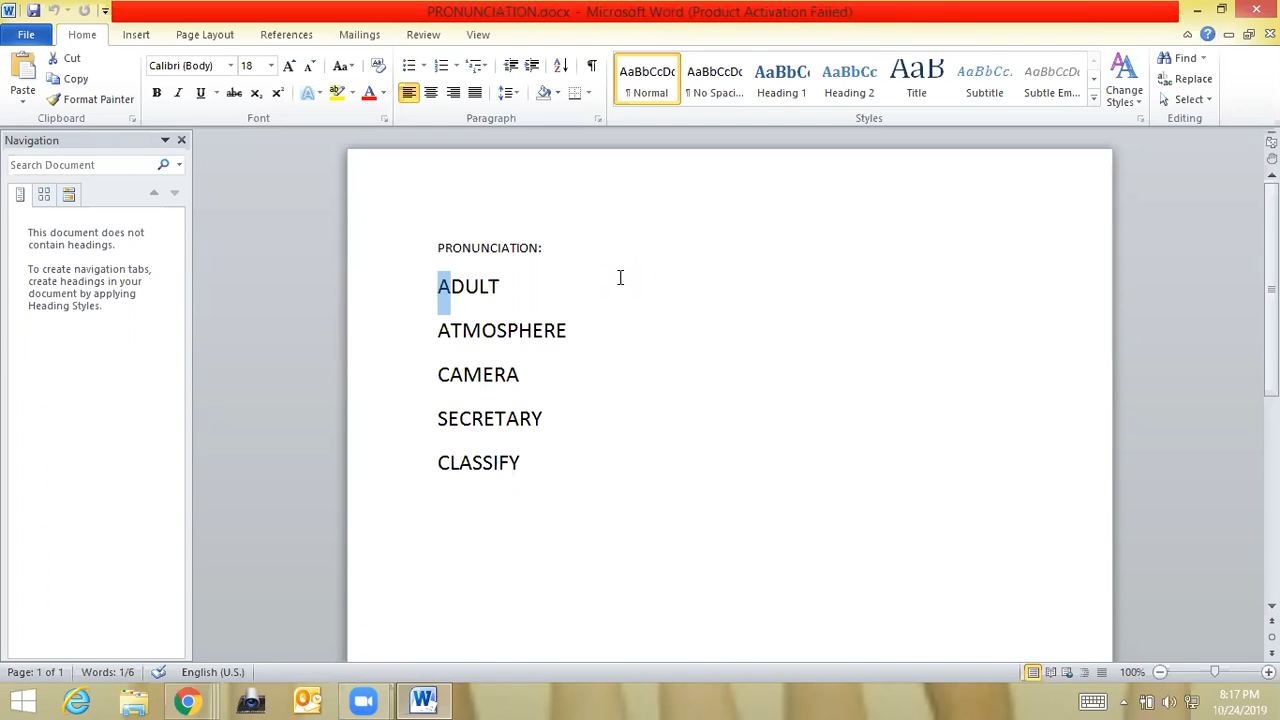 PRONUNCIATION.docx - Microsoft Word (Product Activation Failed)
File Home Insert Page Layout References Mailings Review View
Paste
Cut
Copy
Format Painter
Clipboard
Calibri (Body) 18
Font
Paragraph
AaBbCcDc AaBbCcDc AaBbCc AaBbCc AaB AaBbCc. AaBbCcDc
¶ Normal ¶ No Spaci... Heading 1 Heading 2 Title Subtitle Subtle Em...
Change Styles
Styles
Find
Replace
Select
Editing
Navigation
Search Document
This document does not
contain headings.
To create navigation tabs,
create headings in your
document by applying
Heading Styles.
PRONUNCIATION:
ADULT
ATMOSPHERE
CAMERA
SECRETARY
CLASSIFY
Page: 1 of 1 Words: 1/6 English (U.S.) 100%
8:17 PM
10/24/2019